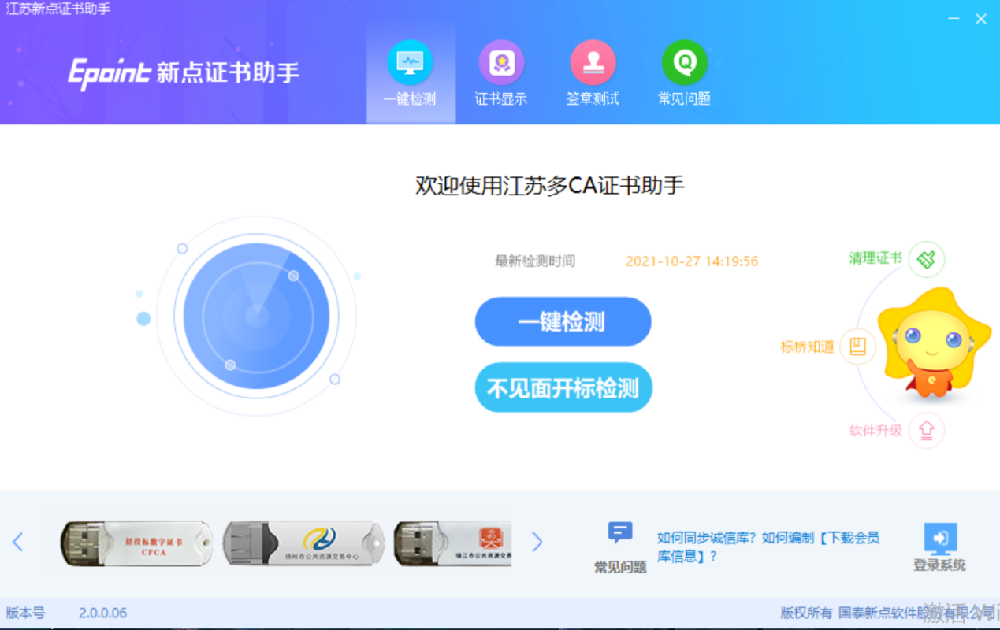 江苏新点证书助手
Epoint 新点证书助手
一键检测
证书显示
签章测试
常见问题
欢迎使用江苏多CA证书助手
最新检测时间 2021-10-27 14:19:56
清理证书
一键检测
标桥知道
不见面开标检测
软件升级
招投标数字证书
CFCA
扬州市公共资源交易中心
镇江市公共资源交易
如何同步诚信库？如何编制【下载会员
库信息】？
常见问题
登录系统
版本号 2.0.0.06
版权所有 国泰新点软件股份有限公司
激活 Wi